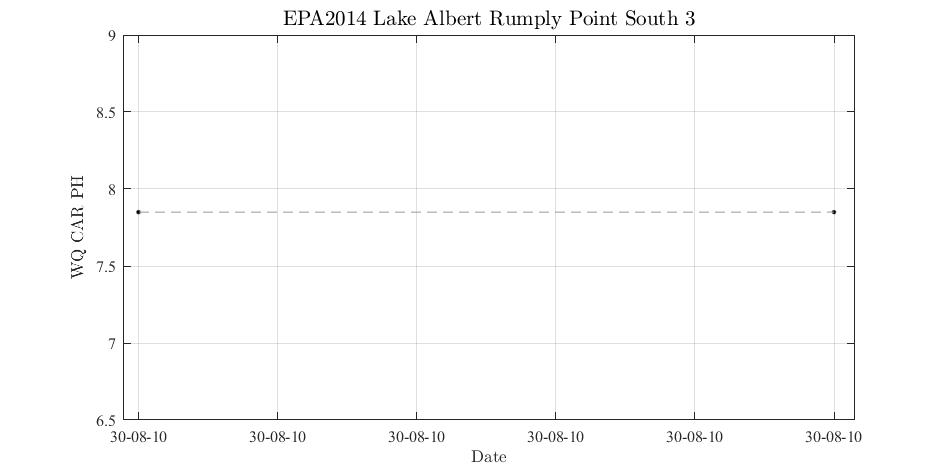 EPA2014 Lake Albert Rumply Point South 3
9
8.5
8
7.5
7
6.5
WQ CAR PH
30-08-10 30-08-10 30-08-10 30-08-10 30-08-10 30-08-10
Date